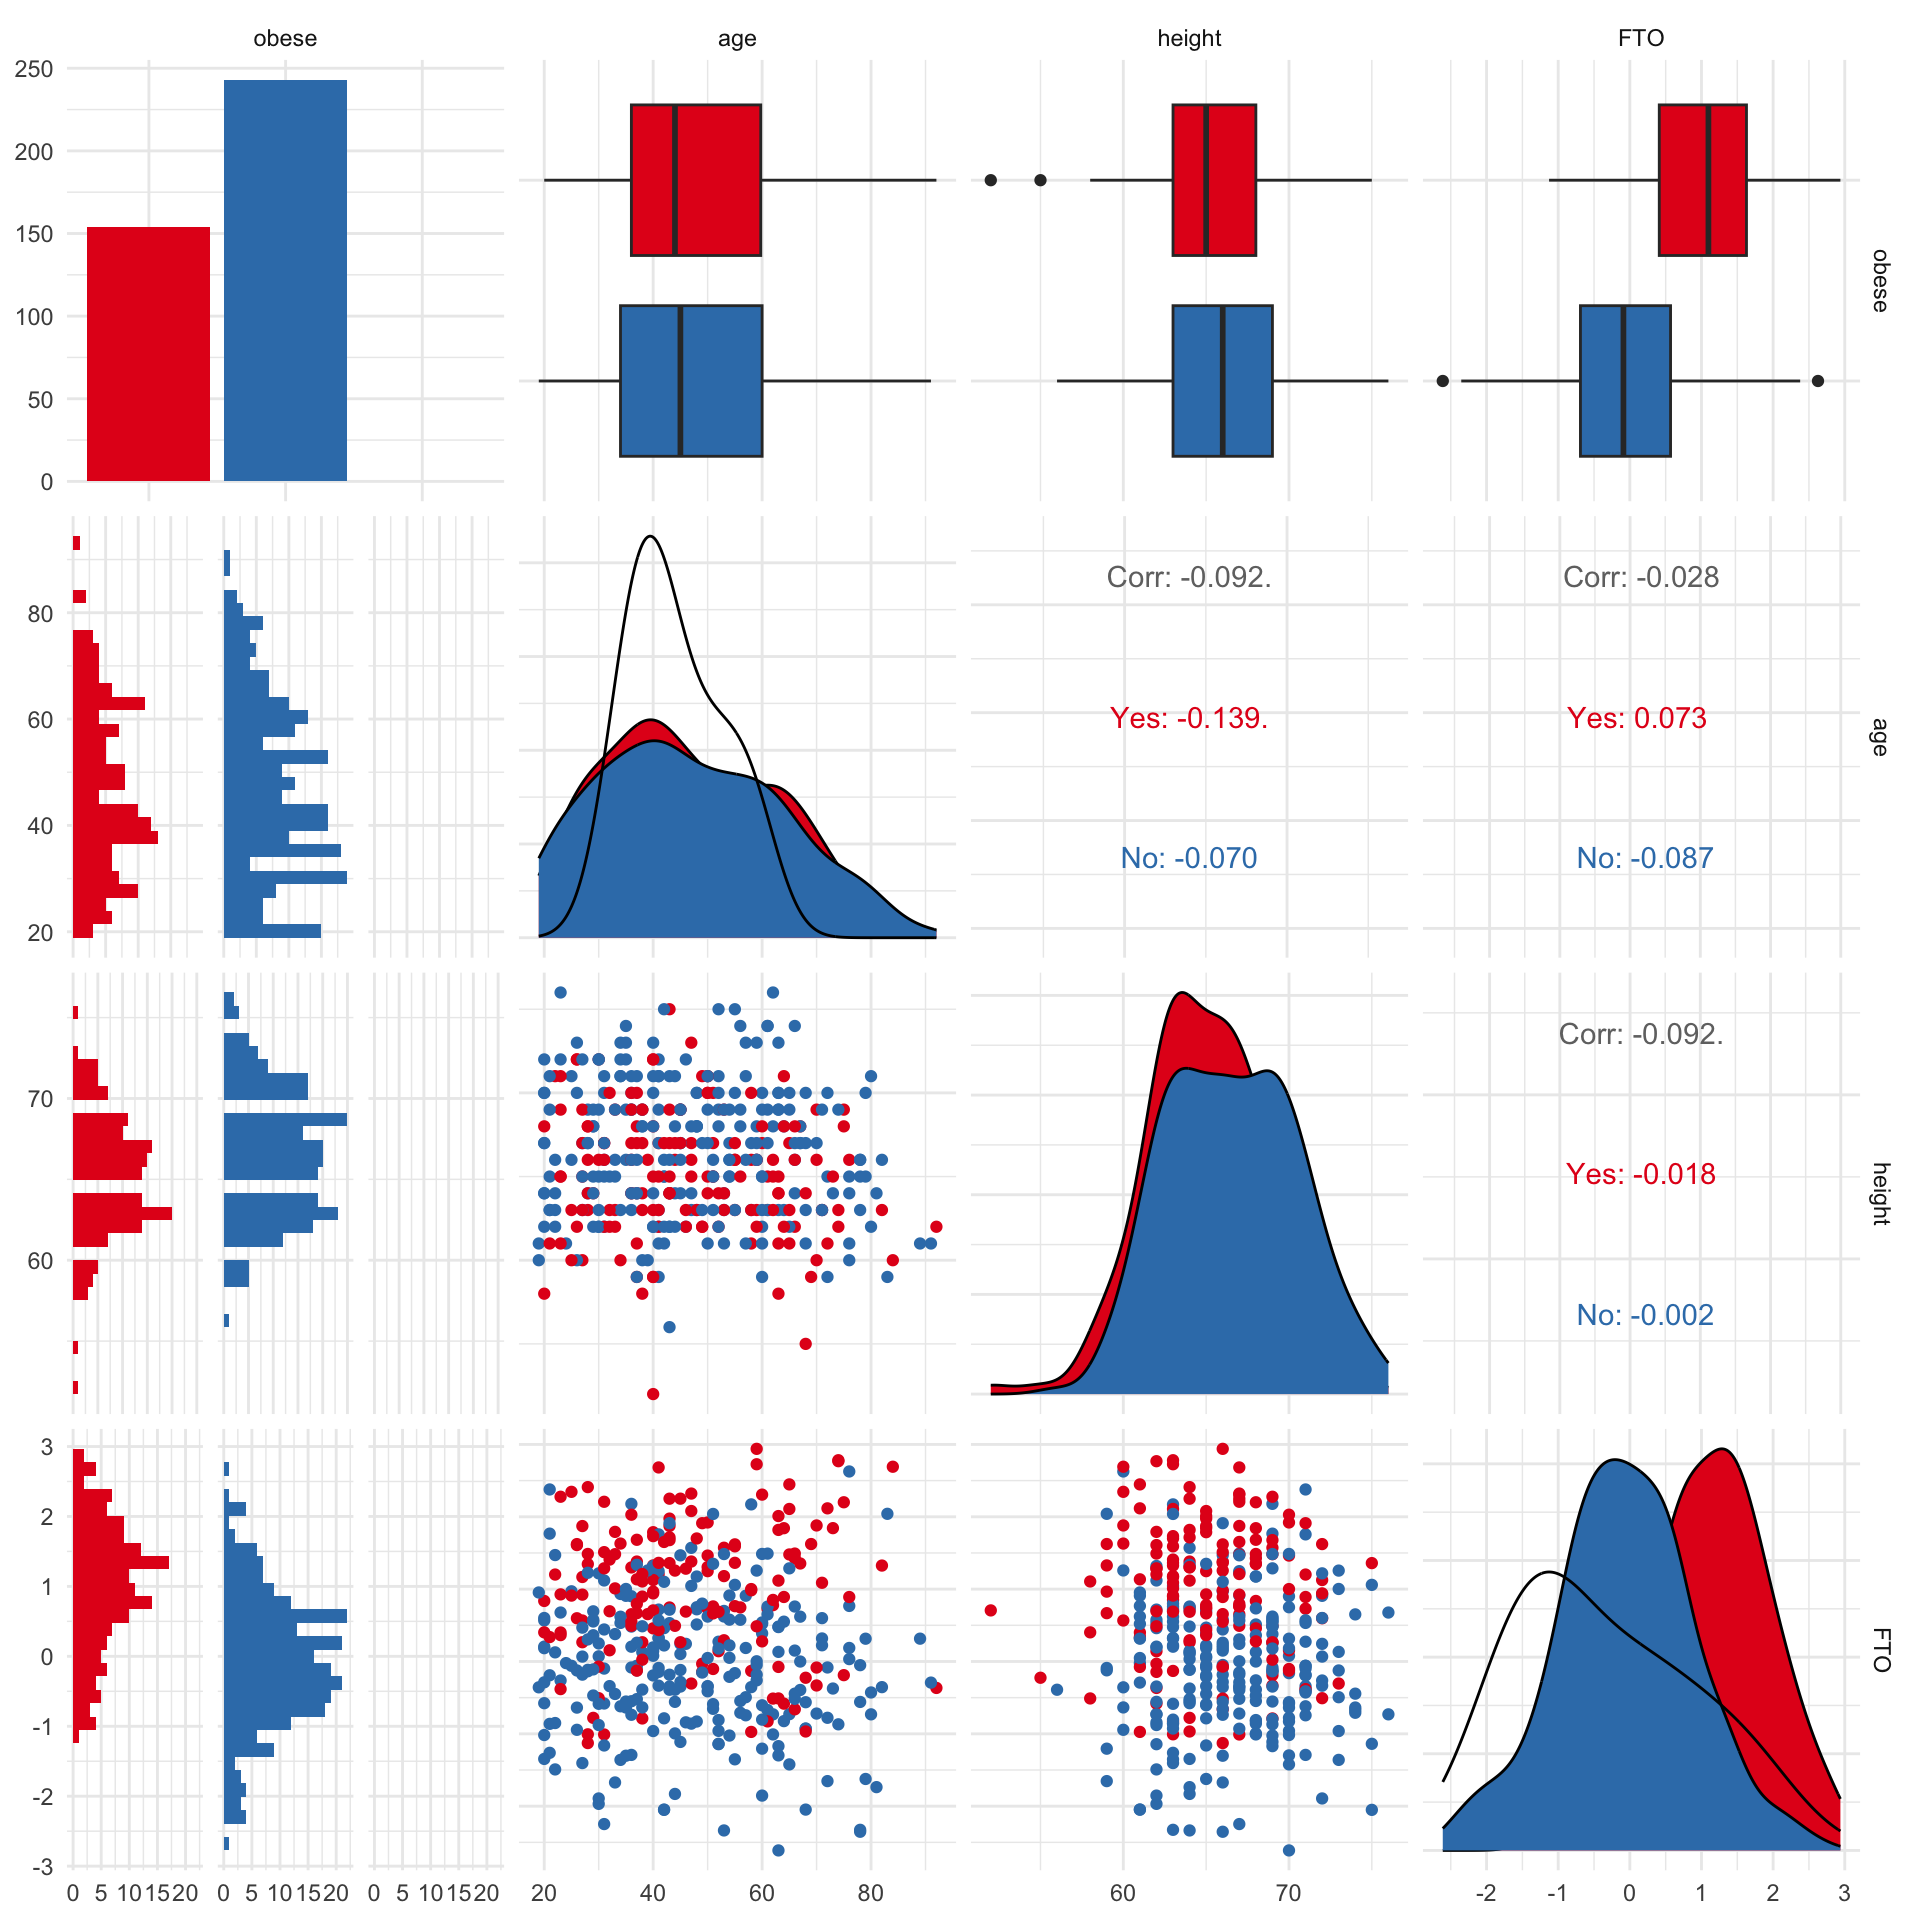 obese age height FTO
250
200
150
100
50
0
obese
80
60
40
20
Corr: -0.092.
Yes: -0.139.
No: -0.070
Corr: -0.028
Yes: 0.073
No: -0.087
age
70
60
Corr: -0.092.
Yes: -0.018
No: -0.002
height
3
2
1
0
-1
-2
-3
FTO
0 5 10 15 20 0 5 10 15 20 0 5 10 15 20 20 40 60 80 60 70 -2 -1 0 1 2 3